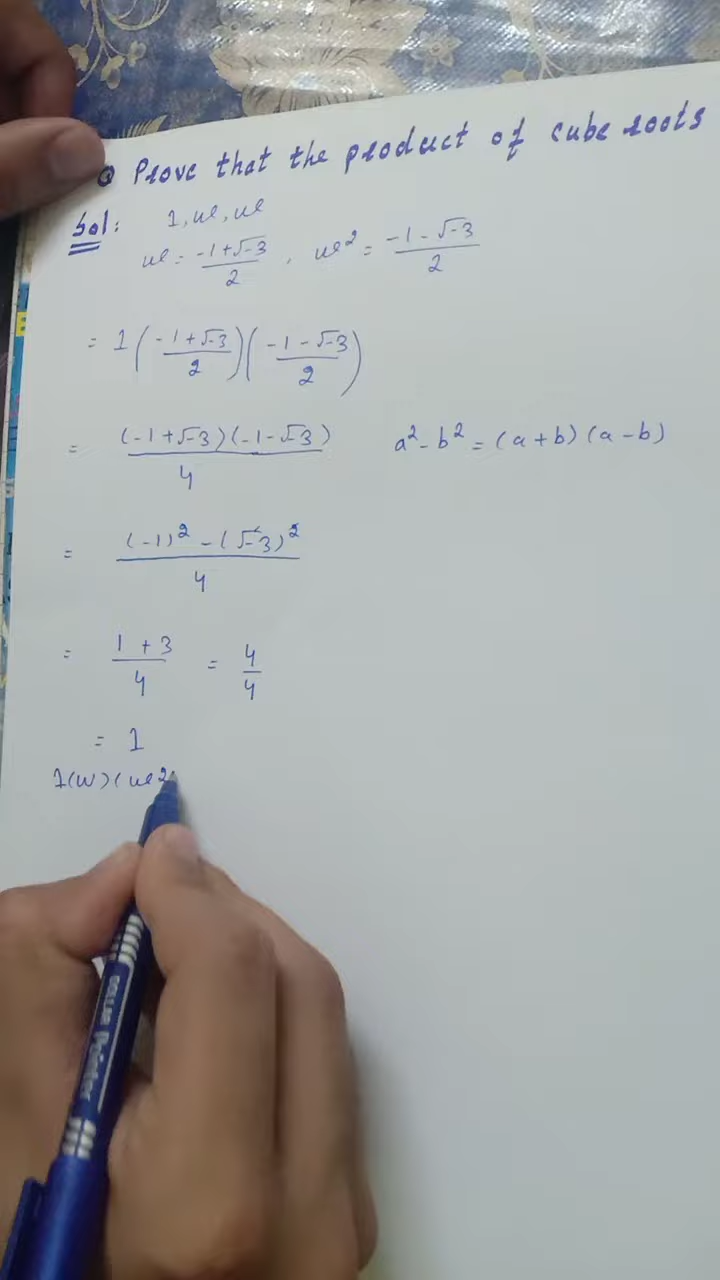 Prove that the product of cube roots
Sol: 1, ω, ω
ω = -1+√-3/2 , ω² = -1-√-3/2
= 1 (-1+√-3/2)(-1-√-3/2)
= (-1+√-3)(-1-√-3)/4 a²-b² = (a+b)(a-b)
= (-1)² - (√-3)²/4
= 1+3/4 = 4/4
= 1
1(ω)(ω²